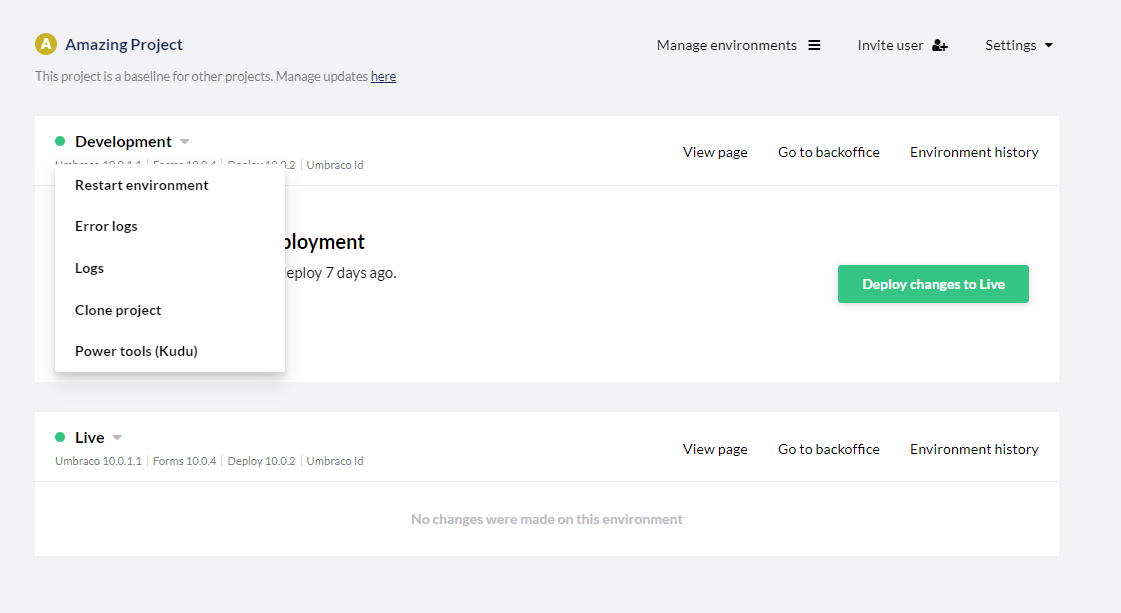 A Amazing Project
Manage environments
Invite user
Settings
This project is a baseline for other projects. Manage updates here
Development
Umbraco 10.0.1.1 | Forms 10.0.4 | Deploy 10.0.2 | Umbraco Id
View page
Go to backoffice
Environment history
Restart environment
Error logs
Logs
Clone project
Power tools (Kudu)
ployment
eploy 7 days ago.
Deploy changes to Live
Live
Umbraco 10.0.1.1 | Forms 10.0.4 | Deploy 10.0.2 | Umbraco Id
View page
Go to backoffice
Environment history
No changes were made on this environment